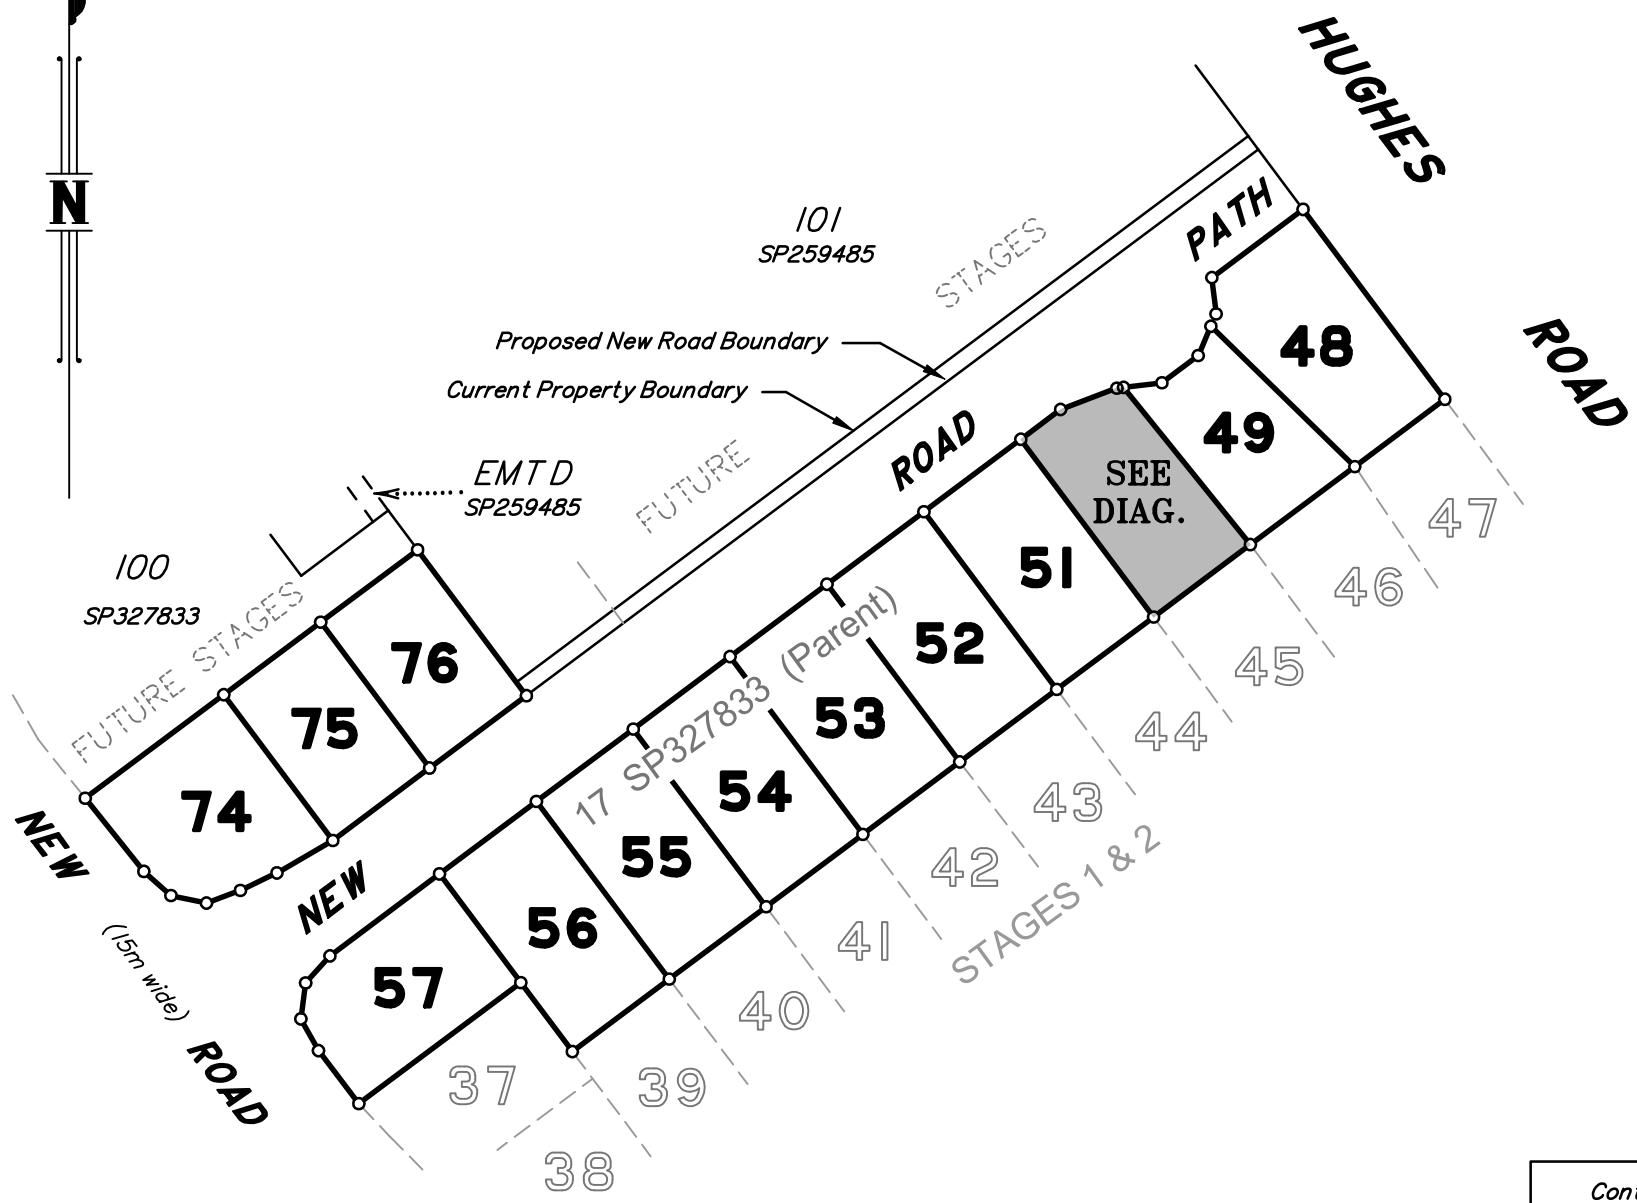 HUGHES
ROAD
N
101
SP259485
STAGES
PATH
Proposed New Road Boundary
Current Property Boundary
48
49
ROAD
EMT D
SP259485
FUTURE
SEE
DIAG.
47
100
SP327833
FUTURE STAGES
51
46
76
52
45
17 SP327833 (Parent)
75
53
44
74
54
43
NEW
NEW
55
42
STAGES 1 & 2
56
41
(15m wide)
57
40
ROAD
37
39
38